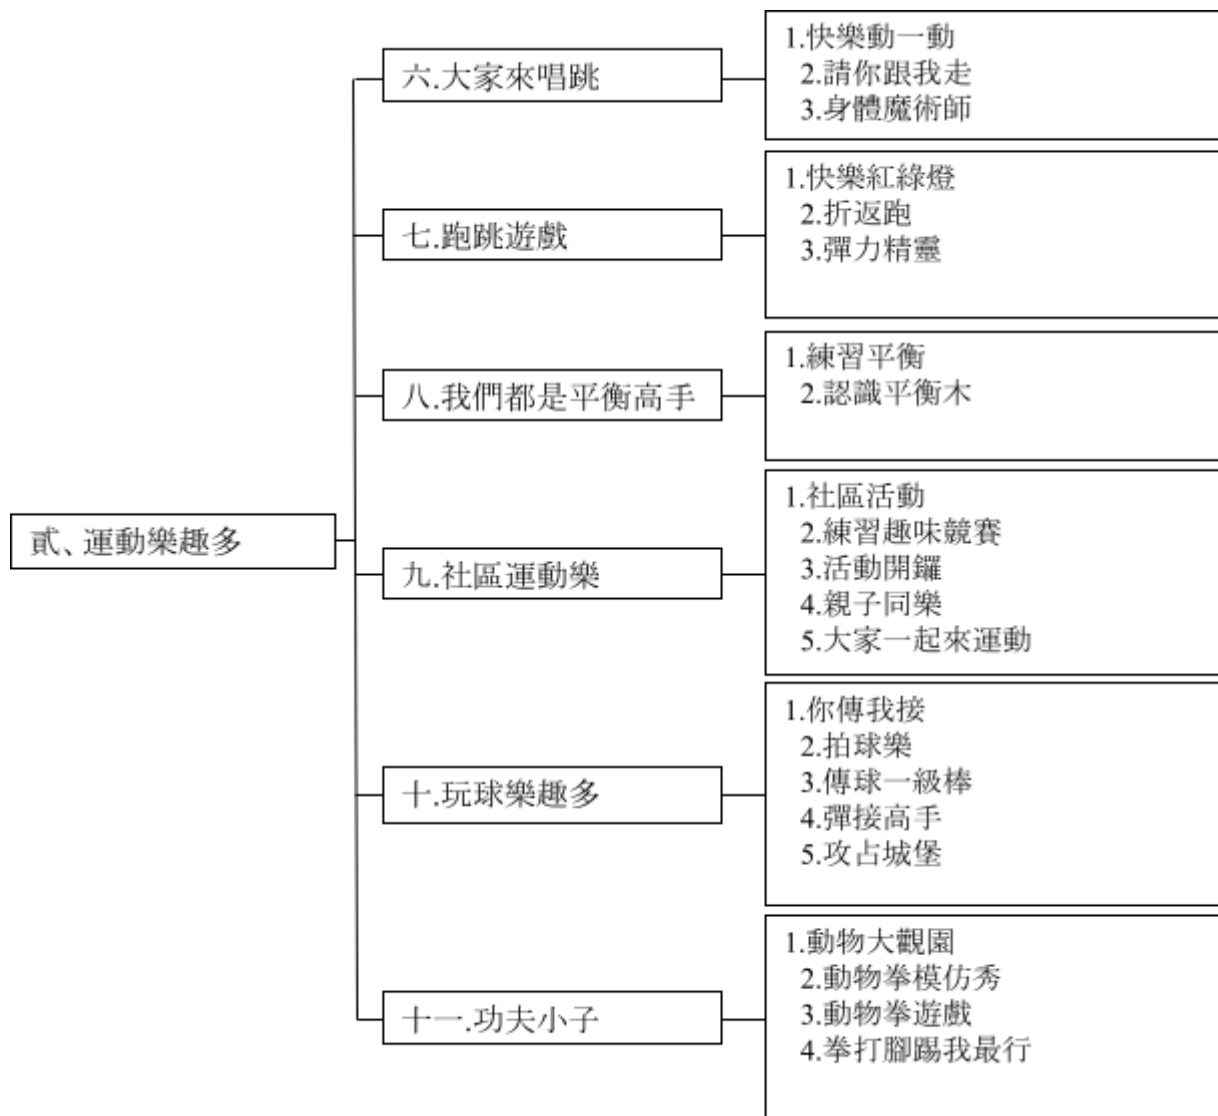 貳、運動樂趣多
六.大家來唱跳
1.快樂動一動
2.請你跟我走
3.身體魔術師
七.跑跳遊戲
1.快樂紅綠燈
2.折返跑
3.彈力精靈
八.我們都是平衡高手
1.練習平衡
2.認識平衡木
九.社區運動樂
1.社區活動
2.練習趣味競賽
3.活動開鑼
4.親子同樂
5.大家一起來運動
十.玩球樂趣多
1.你傳我接
2.拍球樂
3.傳球一級棒
4.彈接高手
5.攻占城堡
十一.功夫小子
1.動物大觀園
2.動物拳模仿秀
3.動物拳遊戲
4.拳打腳踢我最行